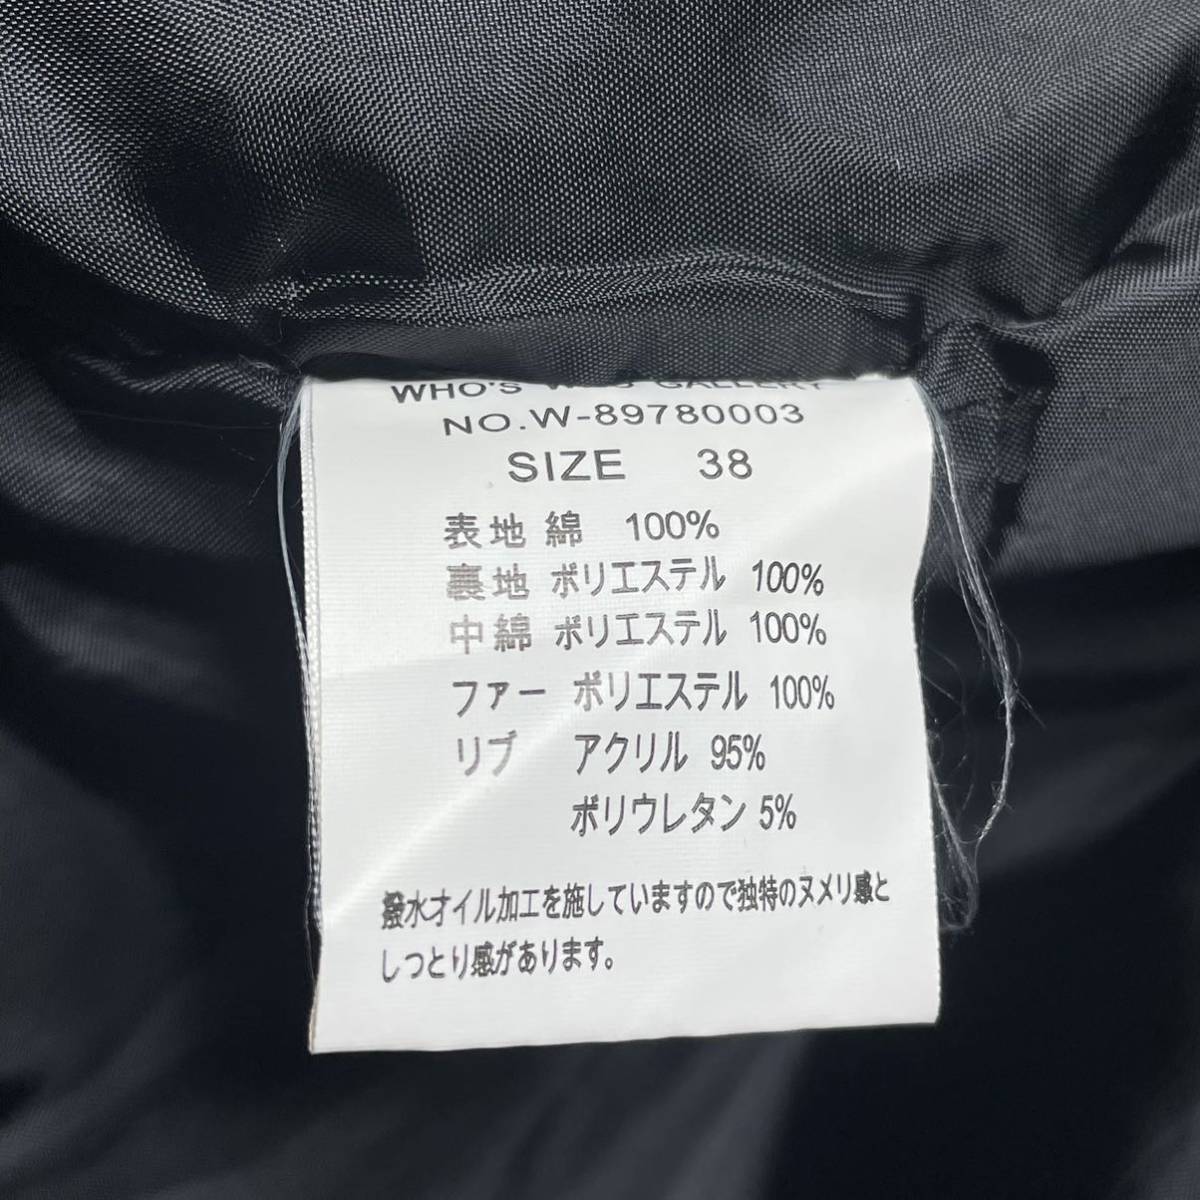 WHO'S WHO GALLERY
NO.W-89780003
SIZE 38
表地 綿 100%
裏地 ポリエステル 100%
中綿 ポリエステル 100%
ファー ポリエステル 100%
リブ アクリル 95%
ポリウレタン 5%
撥水オイル加工を施していますので独特のヌメリ感と
しっとり感があります。